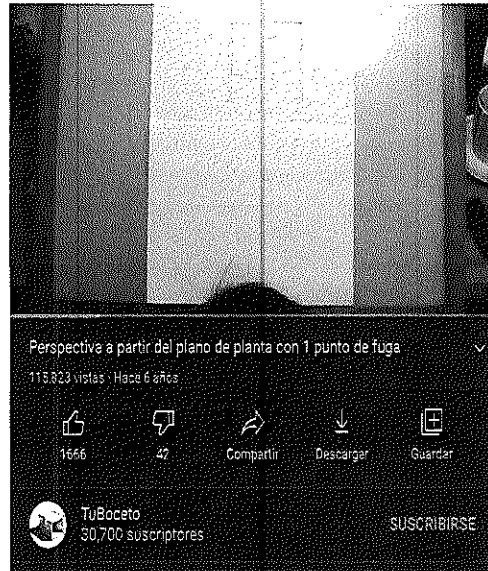 Perspectiva a partir del plano de planta con 1 punto de fuga
115,823 vistas · Hace 6 años
1666
42
Compartir
Descargar
Guardar
TuBoceto
30,700 suscriptores
SUSCRIBIRSE